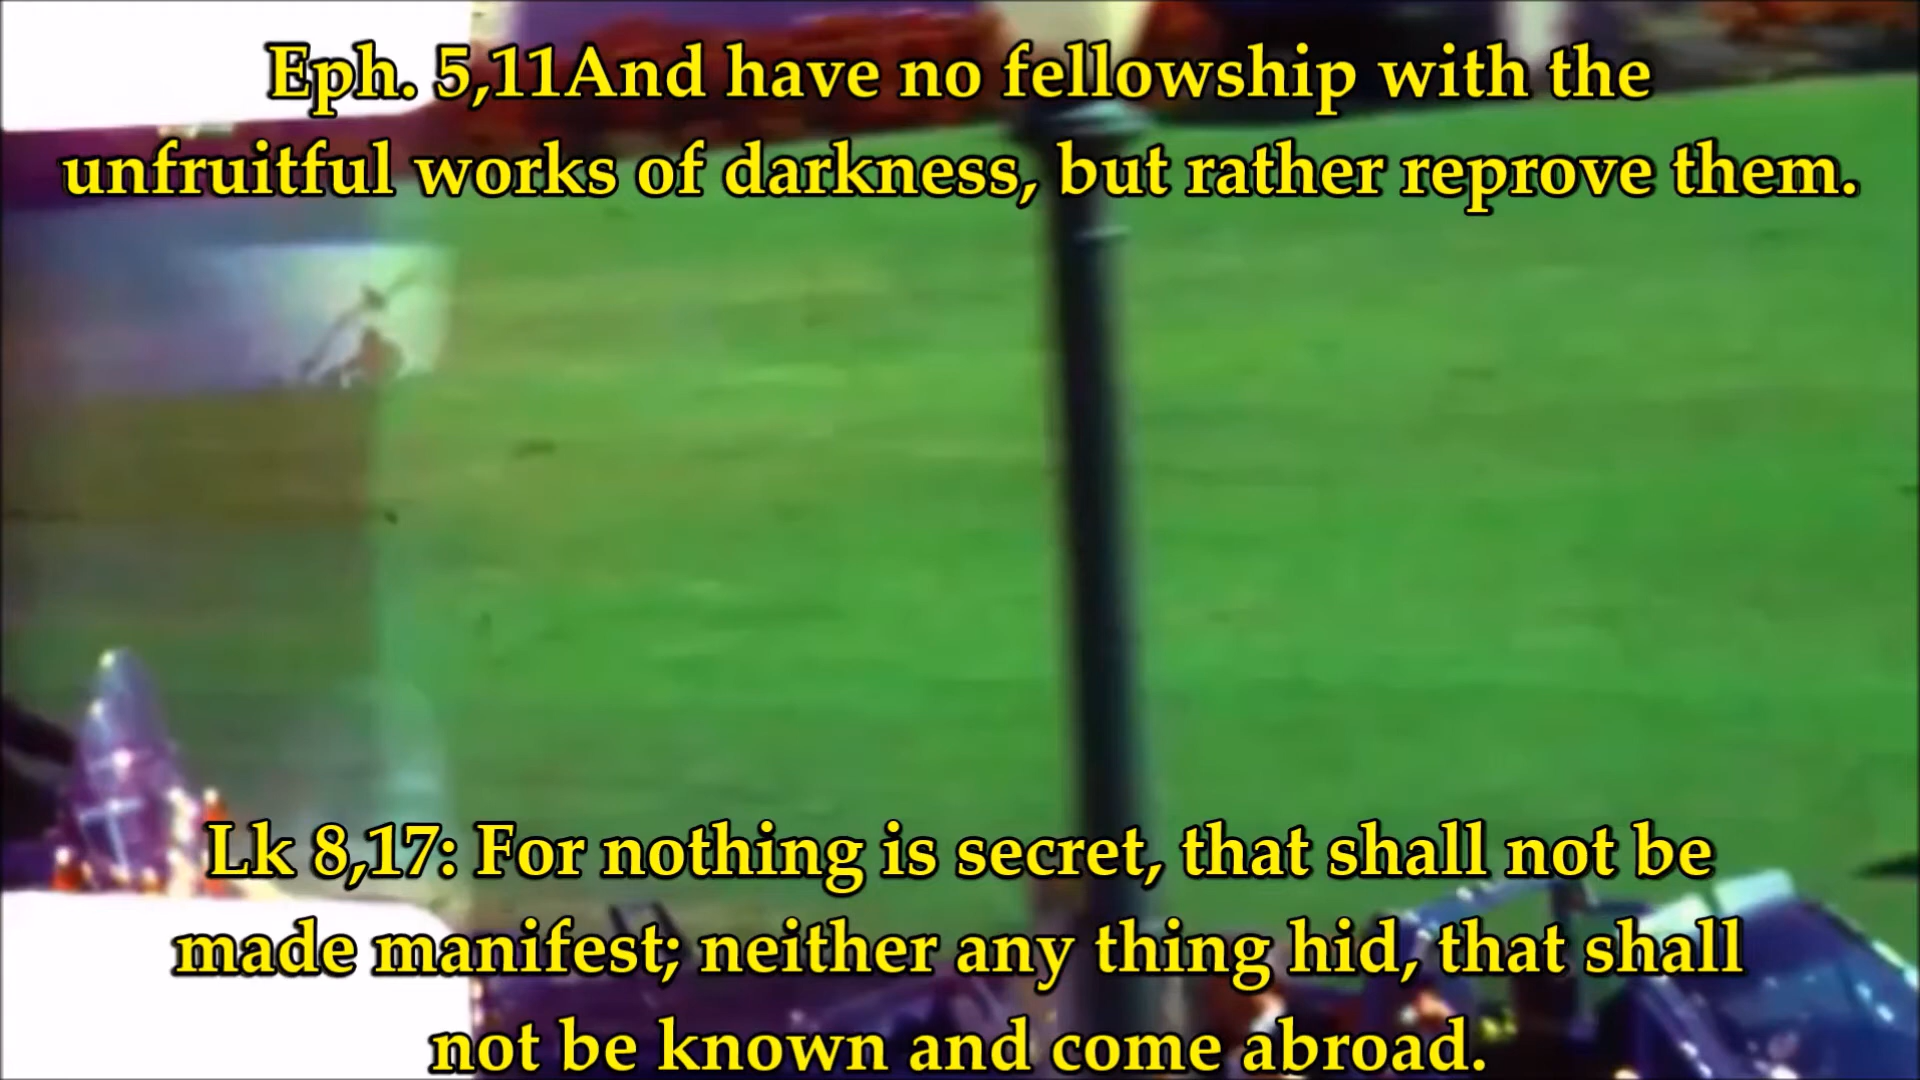 Eph. 5,11And have no fellowship with the
unfruitful works of darkness, but rather reprove them.
Lk 8,17: For nothing is secret, that shall not be
made manifest; neither any thing hid, that shall
not be known and come abroad.